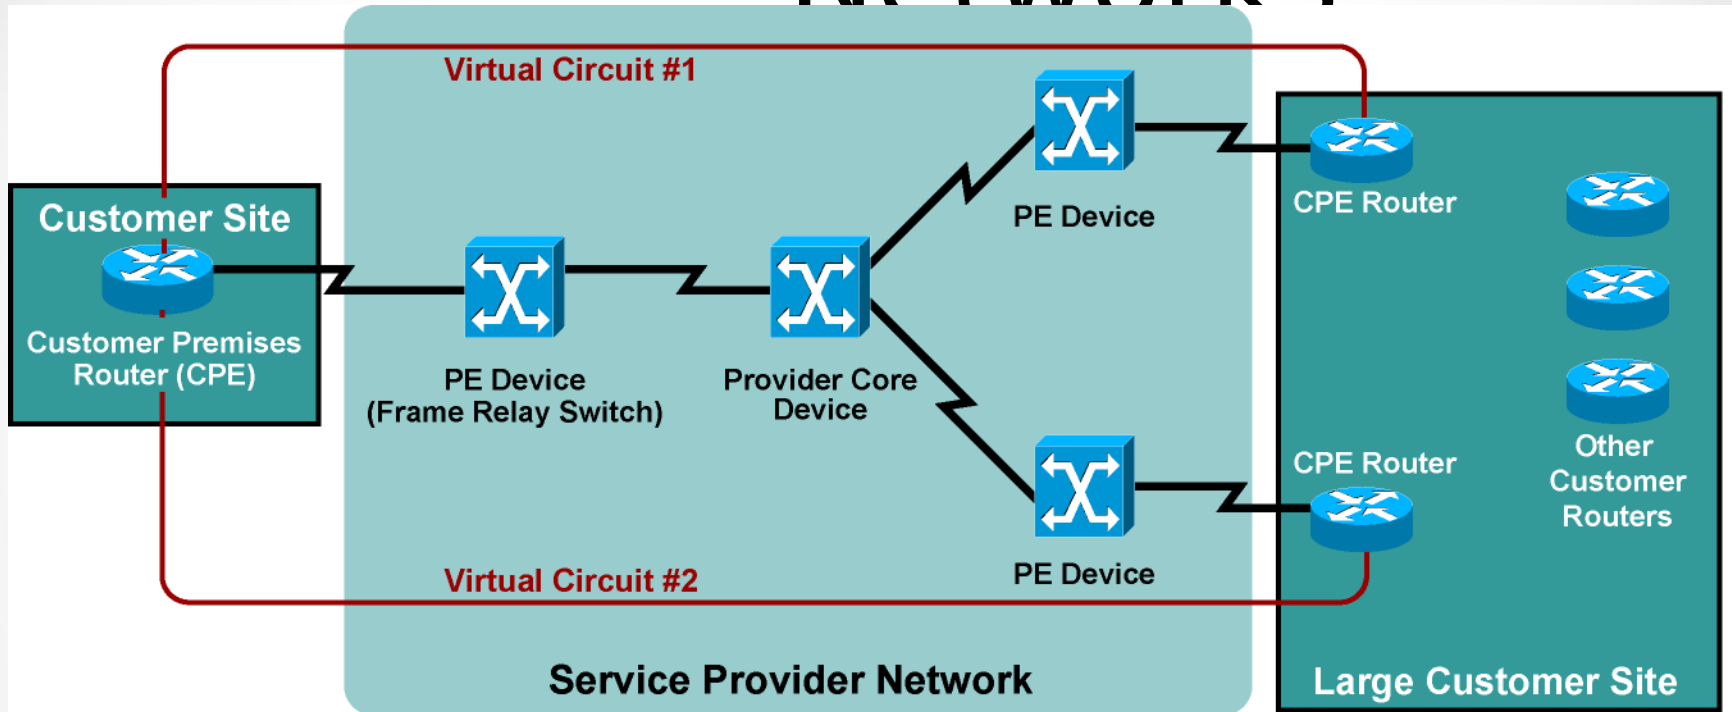 Virtual Circuit #1
Customer Site
Customer Premises
Router (CPE)
PE Device
(Frame Relay Switch)
Provider Core
Device
PE Device
CPE Router
CPE Router
PE Device
Other
Customer
Routers
Virtual Circuit #2
Service Provider Network
Large Customer Site